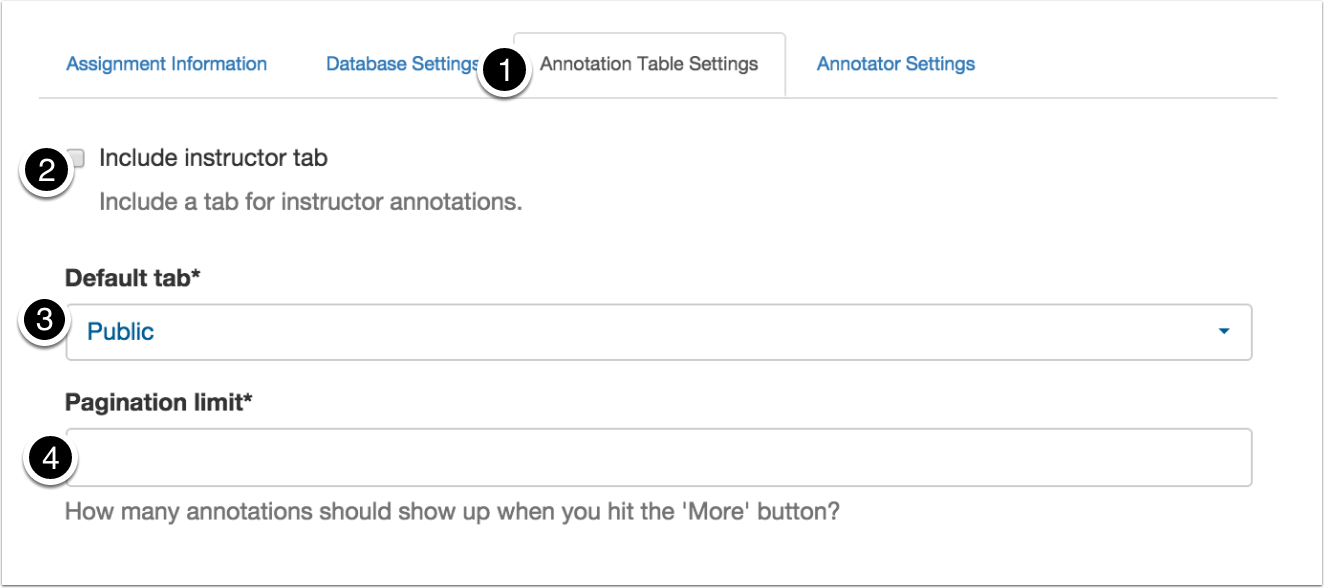 Assignment Information Database Settings 1 Annotation Table Settings Annotator Settings
2 Include instructor tab
Include a tab for instructor annotations.
Default tab*
3 Public
Pagination limit*
4
How many annotations should show up when you hit the 'More' button?